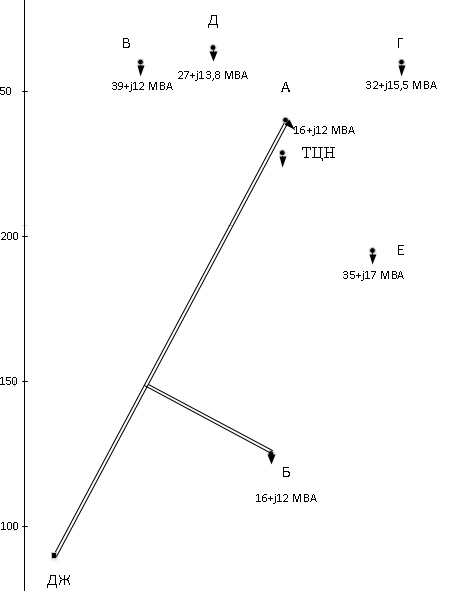 Д
В
Г
27+j13,8 МВА
39+j12 МВА
32+j15,5 МВА
50
А
16+j12 МВА
ТЦН
200
Е
35+j17 МВА
150
Б
16+j12 МВА
100
ДЖ